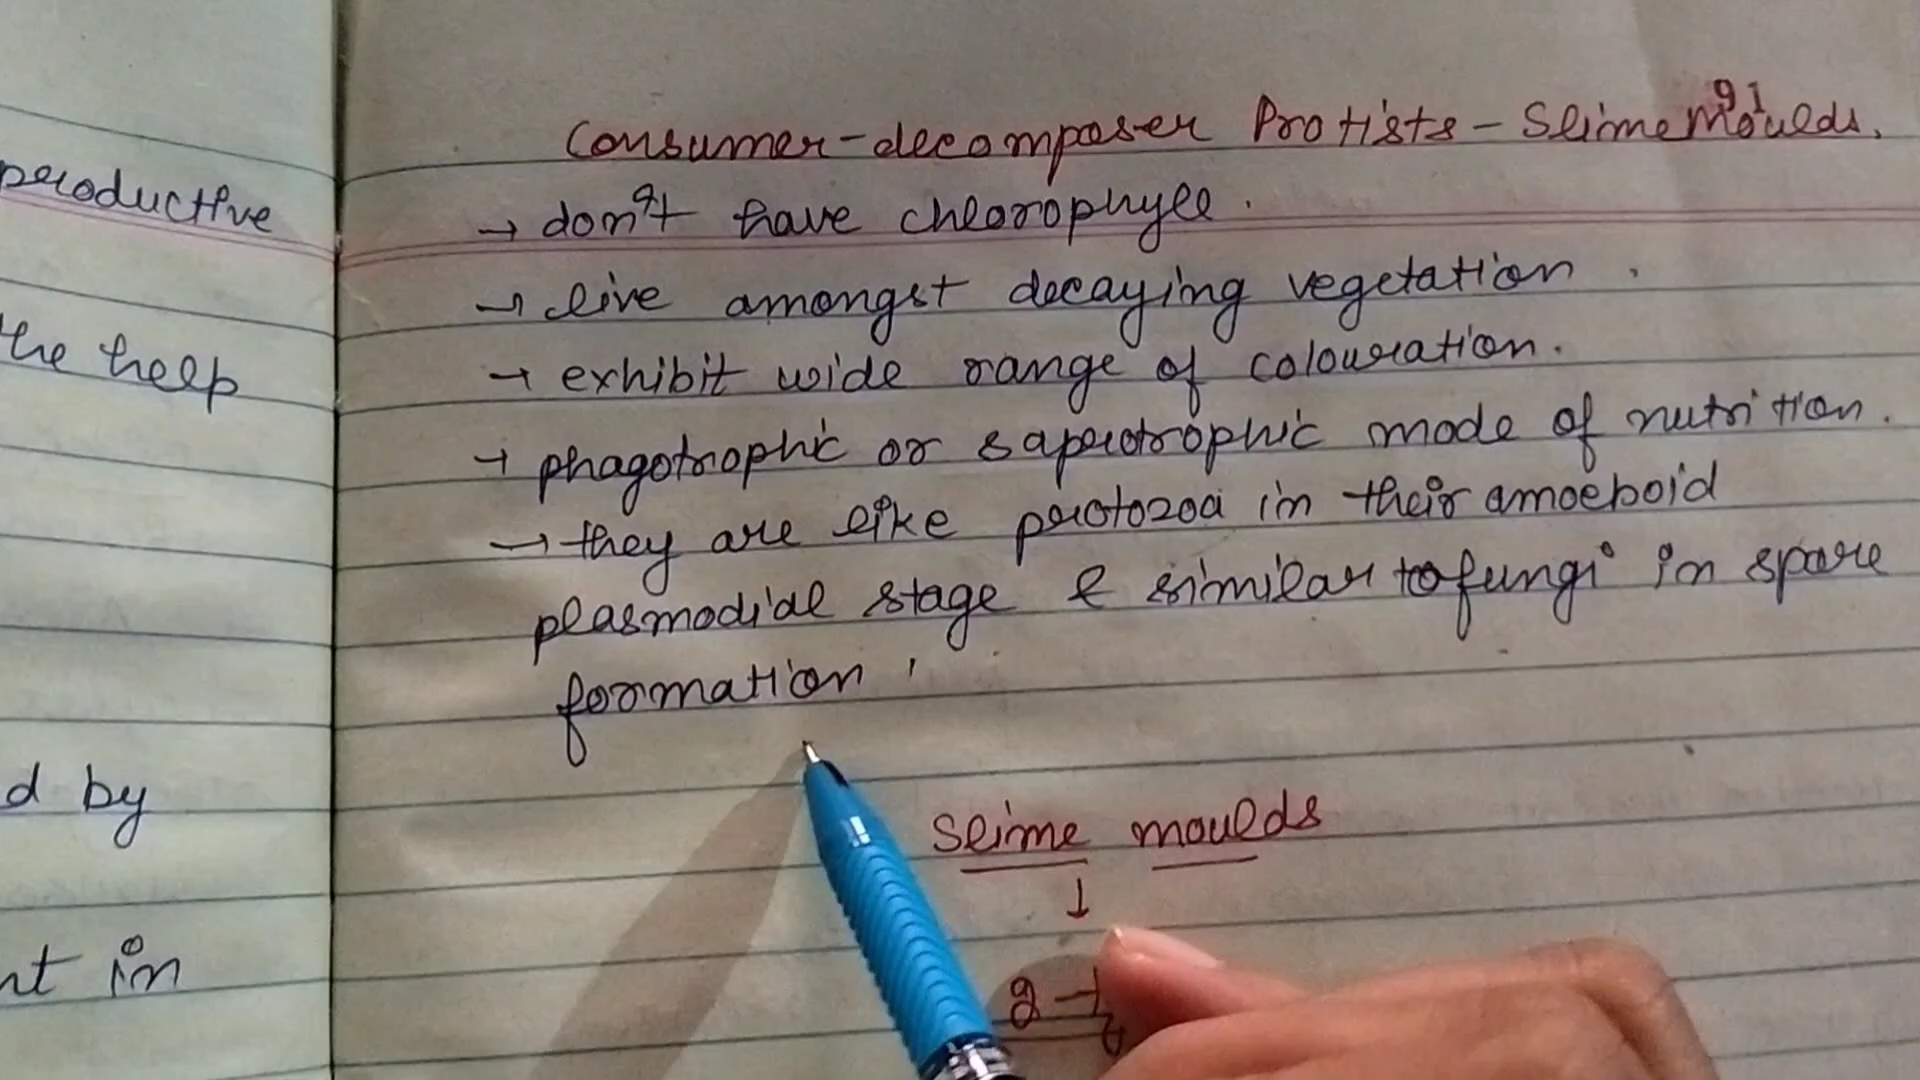 productive
the help
d by
nt in
91
Consumer-decomposer Protists - Slime Moulds.
→ don't have chlorophyll.
→ live amongst decaying vegetation.
→ exhibit wide range of colouration.
→ phagotrophic or saprotrophic mode of nutrition.
→ they are like protozoa in their amoeboid
plasmodial stage & similar to fungi in spore
formation.
Slime moulds
↓
2